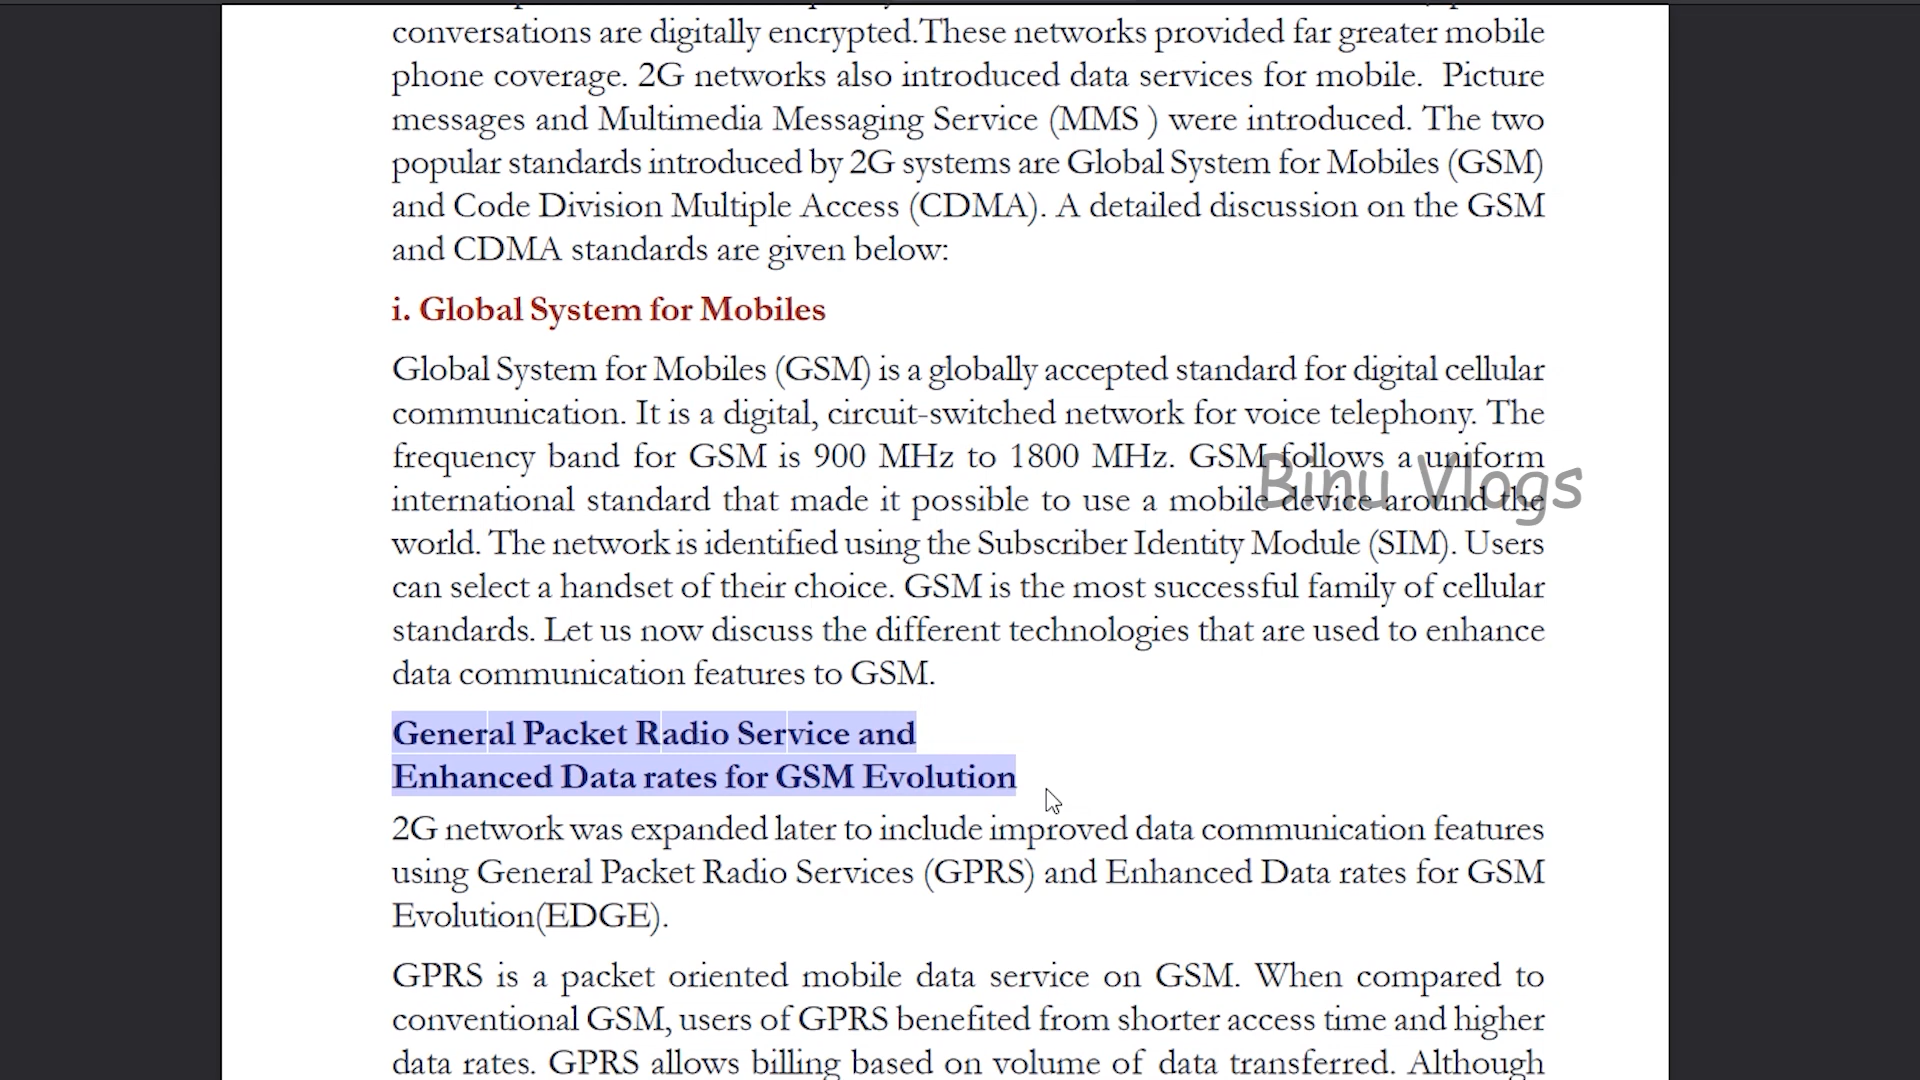 conversations are digitally encrypted.These networks provided far greater mobile
phone coverage. 2G networks also introduced data services for mobile. Picture
messages and Multimedia Messaging Service (MMS ) were introduced. The two
popular standards introduced by 2G systems are Global System for Mobiles (GSM)
and Code Division Multiple Access (CDMA). A detailed discussion on the GSM
and CDMA standards are given below:
i. Global System for Mobiles
Global System for Mobiles (GSM) is a globally accepted standard for digital cellular
communication. It is a digital, circuit-switched network for voice telephony. The
frequency band for GSM is 900 MHz to 1800 MHz. GSM follows a uniform
Binu Vlogs
international standard that made it possible to use a mobile device around the
world. The network is identified using the Subscriber Identity Module (SIM). Users
can select a handset of their choice. GSM is the most successful family of cellular
standards. Let us now discuss the different technologies that are used to enhance
data communication features to GSM.
General Packet Radio Service and
Enhanced Data rates for GSM Evolution
2G network was expanded later to include improved data communication features
using General Packet Radio Services (GPRS) and Enhanced Data rates for GSM
Evolution(EDGE).
GPRS is a packet oriented mobile data service on GSM. When compared to
conventional GSM, users of GPRS benefited from shorter access time and higher
data rates. GPRS allows billing based on volume of data transferred. Although